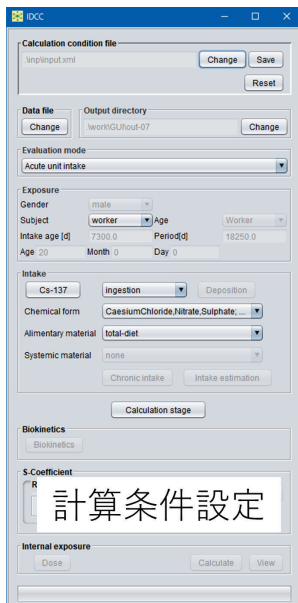 IDCC
Calculation condition file
.\inp\input.xml
Change
Save
Reset
Data file
Output directory
Change
.\work\GUI\out-07
Change
Evaluation mode
Acute unit intake
Exposure
Gender male
Subject worker Age Worker
Intake age [d] 7300.0 Period[d] 18250.0
Age 20 Month 0 Day 0
Intake
Cs-137 ingestion Deposition
Chemical form CaesiumChloride,Nitrate,Sulphate; ...
Alimentary material total-diet
Systemic material none
Chronic intake Intake estimation
Calculation stage
Biokinetics
Biokinetics
S-Coefficient
計算条件設定
Internal exposure
Dose Calculate View